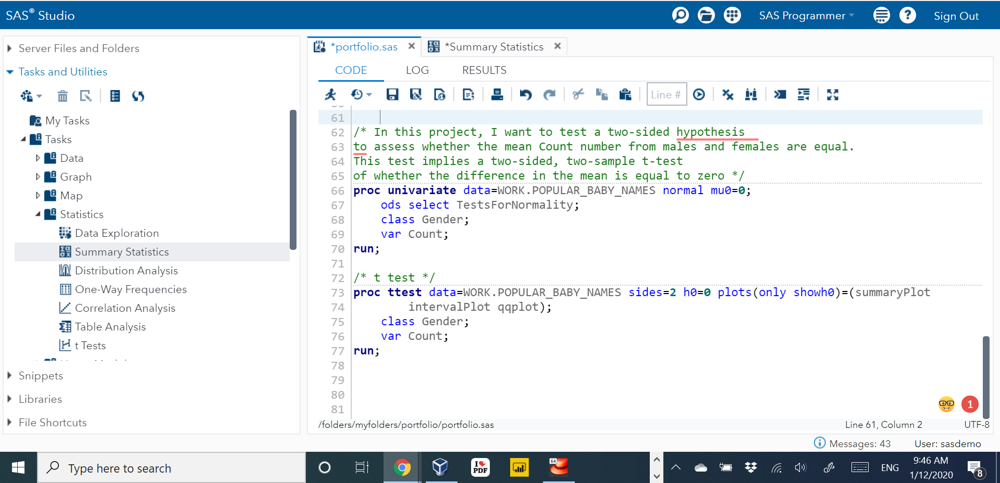 SAS® Studio
SAS Programmer
Sign Out
Server Files and Folders
Tasks and Utilities
My Tasks
Tasks
Data
Graph
Map
Statistics
Data Exploration
Summary Statistics
Distribution Analysis
One-Way Frequencies
Correlation Analysis
Table Analysis
t Tests
Snippets
Libraries
File Shortcuts
*portfolio.sas
*Summary Statistics
CODE LOG RESULTS
Line #
61
62 /* In this project, I want to test a two-sided hypothesis
63 to assess whether the mean Count number from males and females are equal.
64 This test implies a two-sided, two-sample t-test
65 of whether the difference in the mean is equal to zero */
66 proc univariate data=WORK.POPULAR_BABY_NAMES normal mu0=0;
67 ods select TestsForNormality;
68 class Gender;
69 var Count;
70 run;
71
72 /* t test */
73 proc ttest data=WORK.POPULAR_BABY_NAMES sides=2 h0=0 plots(only showh0)=(summaryPlot
74 intervalPlot qqplot);
75 class Gender;
76 var Count;
77 run;
78
79
80
81
1
/folders/myfolders/portfolio/portfolio.sas
Line 61, Column 2
UTF-8
Messages: 43
User: sasdemo
Type here to search
I PDF
64
ENG
9:46 AM
1/12/2020
8